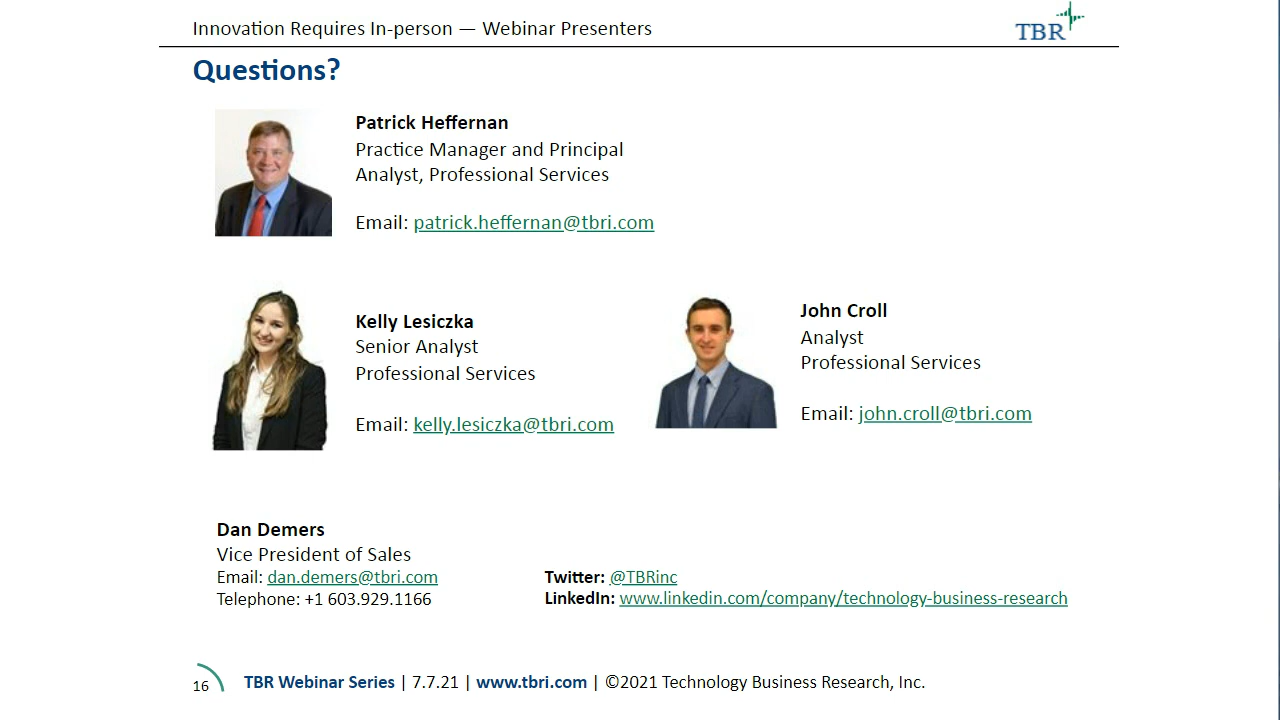 Innovation Requires In-person — Webinar Presenters
TBR
Questions?
Patrick Heffernan
Practice Manager and Principal
Analyst, Professional Services
Email: patrick.heffernan@tbri.com
Kelly Lesiczka
Senior Analyst
Professional Services
Email: kelly.lesiczka@tbri.com
John Croll
Analyst
Professional Services
Email: john.croll@tbri.com
Dan Demers
Vice President of Sales
Email: dan.demers@tbri.com
Telephone: +1 603.929.1166
Twitter: @TBRinc
LinkedIn: www.linkedin.com/company/technology-business-research
16 TBR Webinar Series | 7.7.21 | www.tbri.com | ©2021 Technology Business Research, Inc.